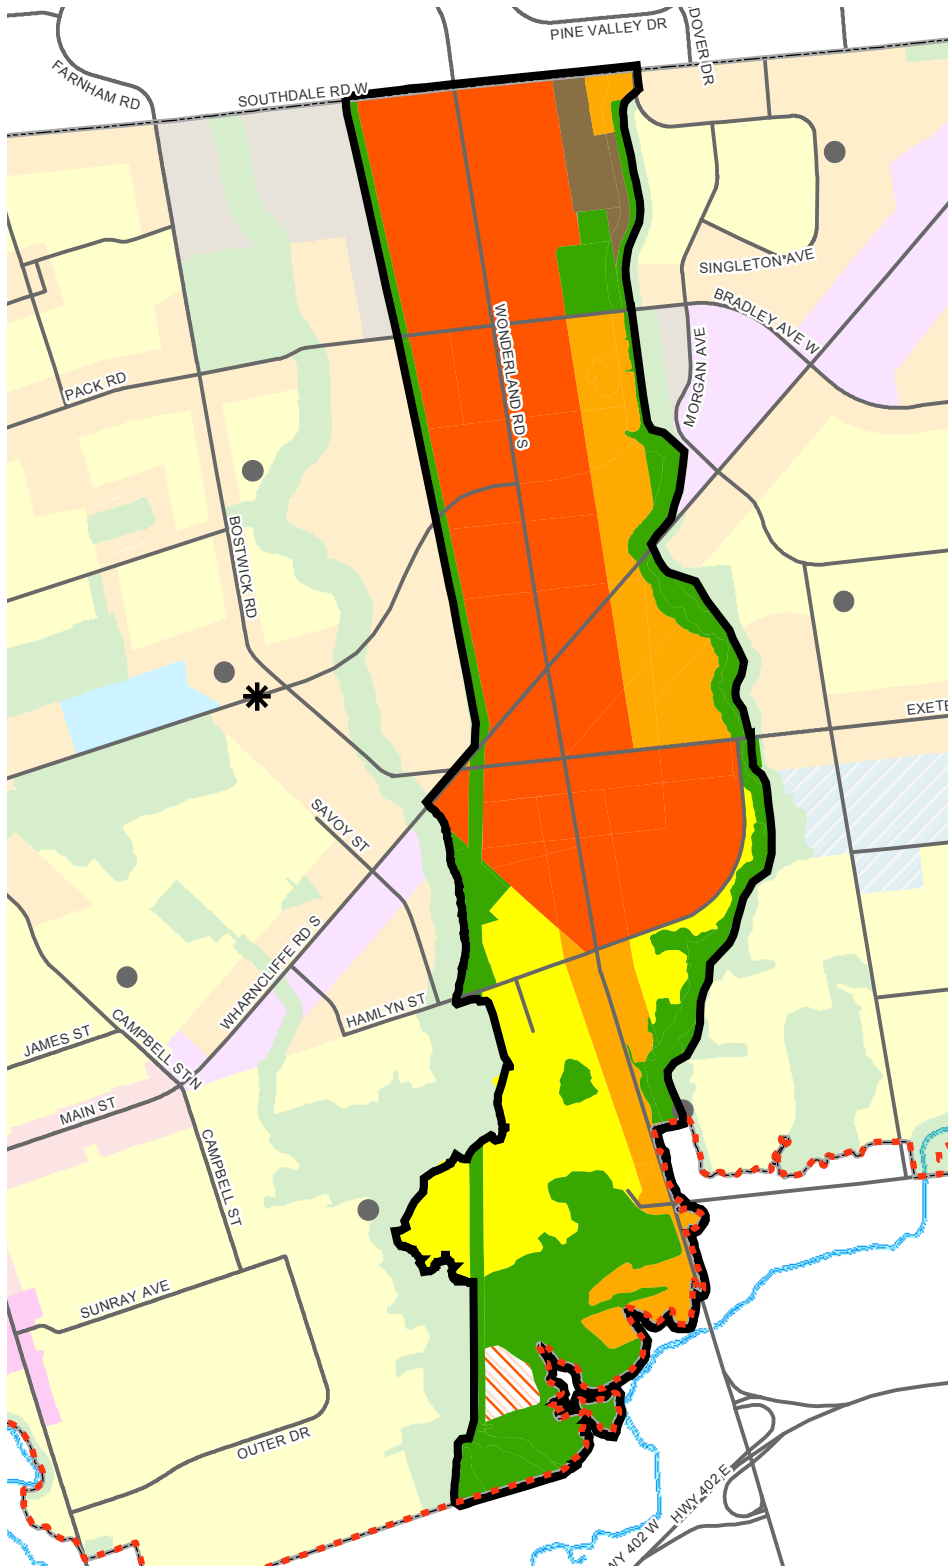 PINE VALLEY DR
DOVER DR
FARNHAM RD
SOUTHDALE RD W
SINGLETON AVE
BRADLEY AVE W
WONDERLAND RD S
MORGAN AVE
PACK RD
BOSTWICK RD
EXETE
SAVOY ST
WHARNCLIFFE RD S
HAMLYN ST
JAMES ST
CAMPBELL ST N
MAIN ST
CAMPBELL ST
SUNRAY AVE
OUTER DR
HWY 402 E
WY 402 W